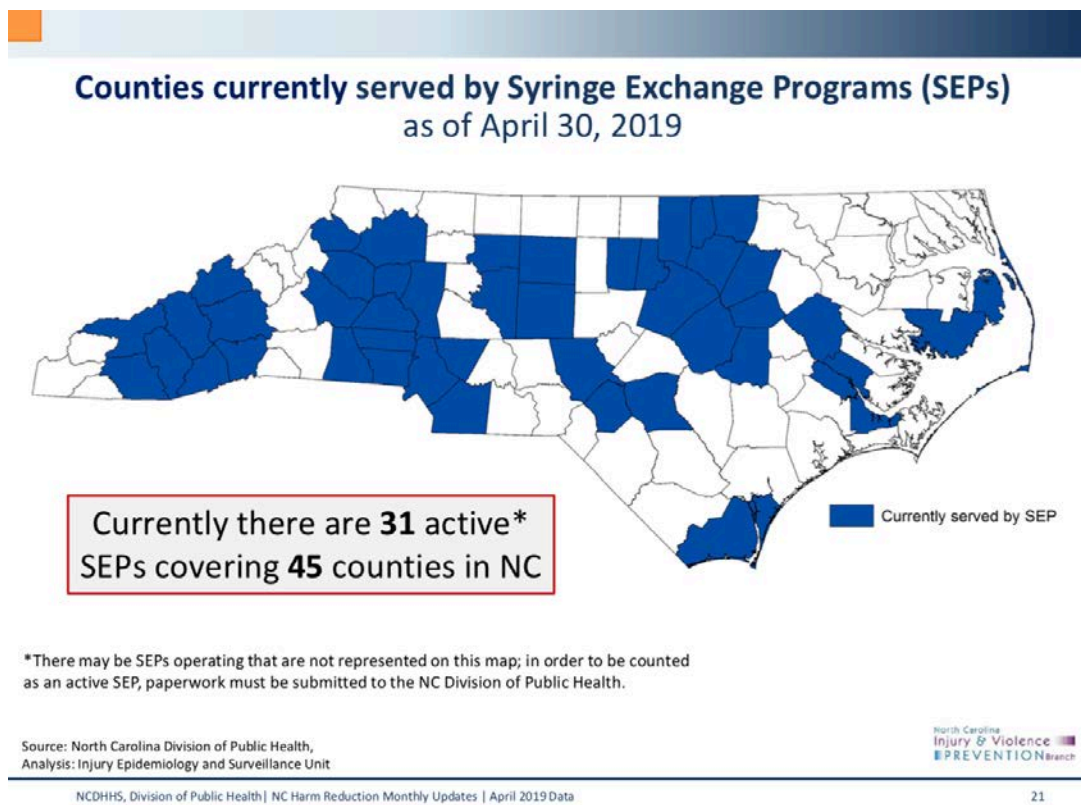 Counties currently served by Syringe Exchange Programs (SEPs)
as of April 30, 2019
Currently there are 31 active*
SEPs covering 45 counties in NC
Currently served by SEP
*There may be SEPs operating that are not represented on this map; in order to be counted
as an active SEP, paperwork must be submitted to the NC Division of Public Health.
Source: North Carolina Division of Public Health,
Analysis: Injury Epidemiology and Surveillance Unit
North Carolina
Injury & Violence
PREVENTION Branch
NCDHHS, Division of Public Health| NC Harm Reduction Monthly Updates | April 2019 Data
21